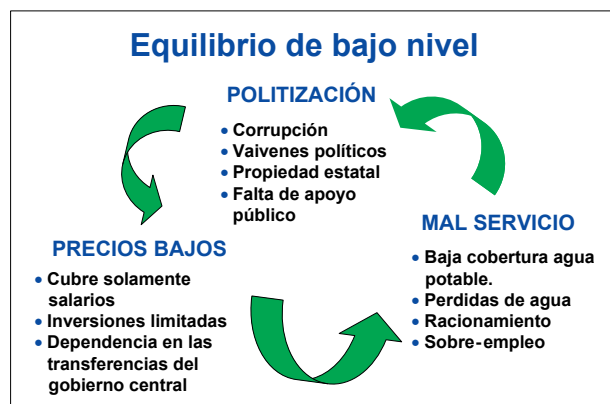 Equilibrio de bajo nivel
POLITIZACIÓN
• Corrupción
• Vaivenes políticos
• Propiedad estatal
• Falta de apoyo
público
PRECIOS BAJOS
• Cubre solamente
salarios
• Inversiones limitadas
• Dependencia en las
transferencias del
gobierno central
MAL SERVICIO
• Baja cobertura agua
potable.
• Perdidas de agua
• Racionamiento
• Sobre-empleo